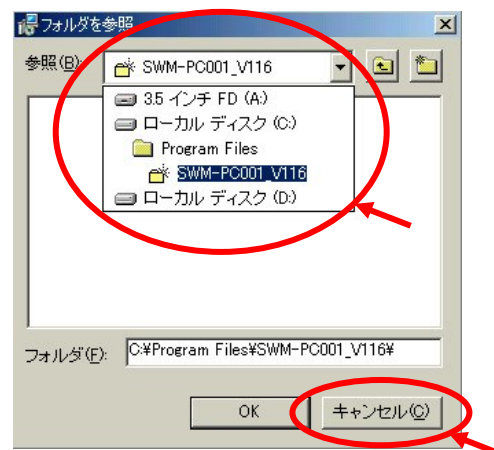 フォルダを参照
参照(B): SWM-PC001_V116
3.5 インチ FD (A:)
ローカル ディスク (C:)
Program Files
SWM-PC001_V116
ローカル ディスク (D:)
フォルダ(F): C:¥Program Files¥SWM-PC001_V116¥
OK キャンセル(C)